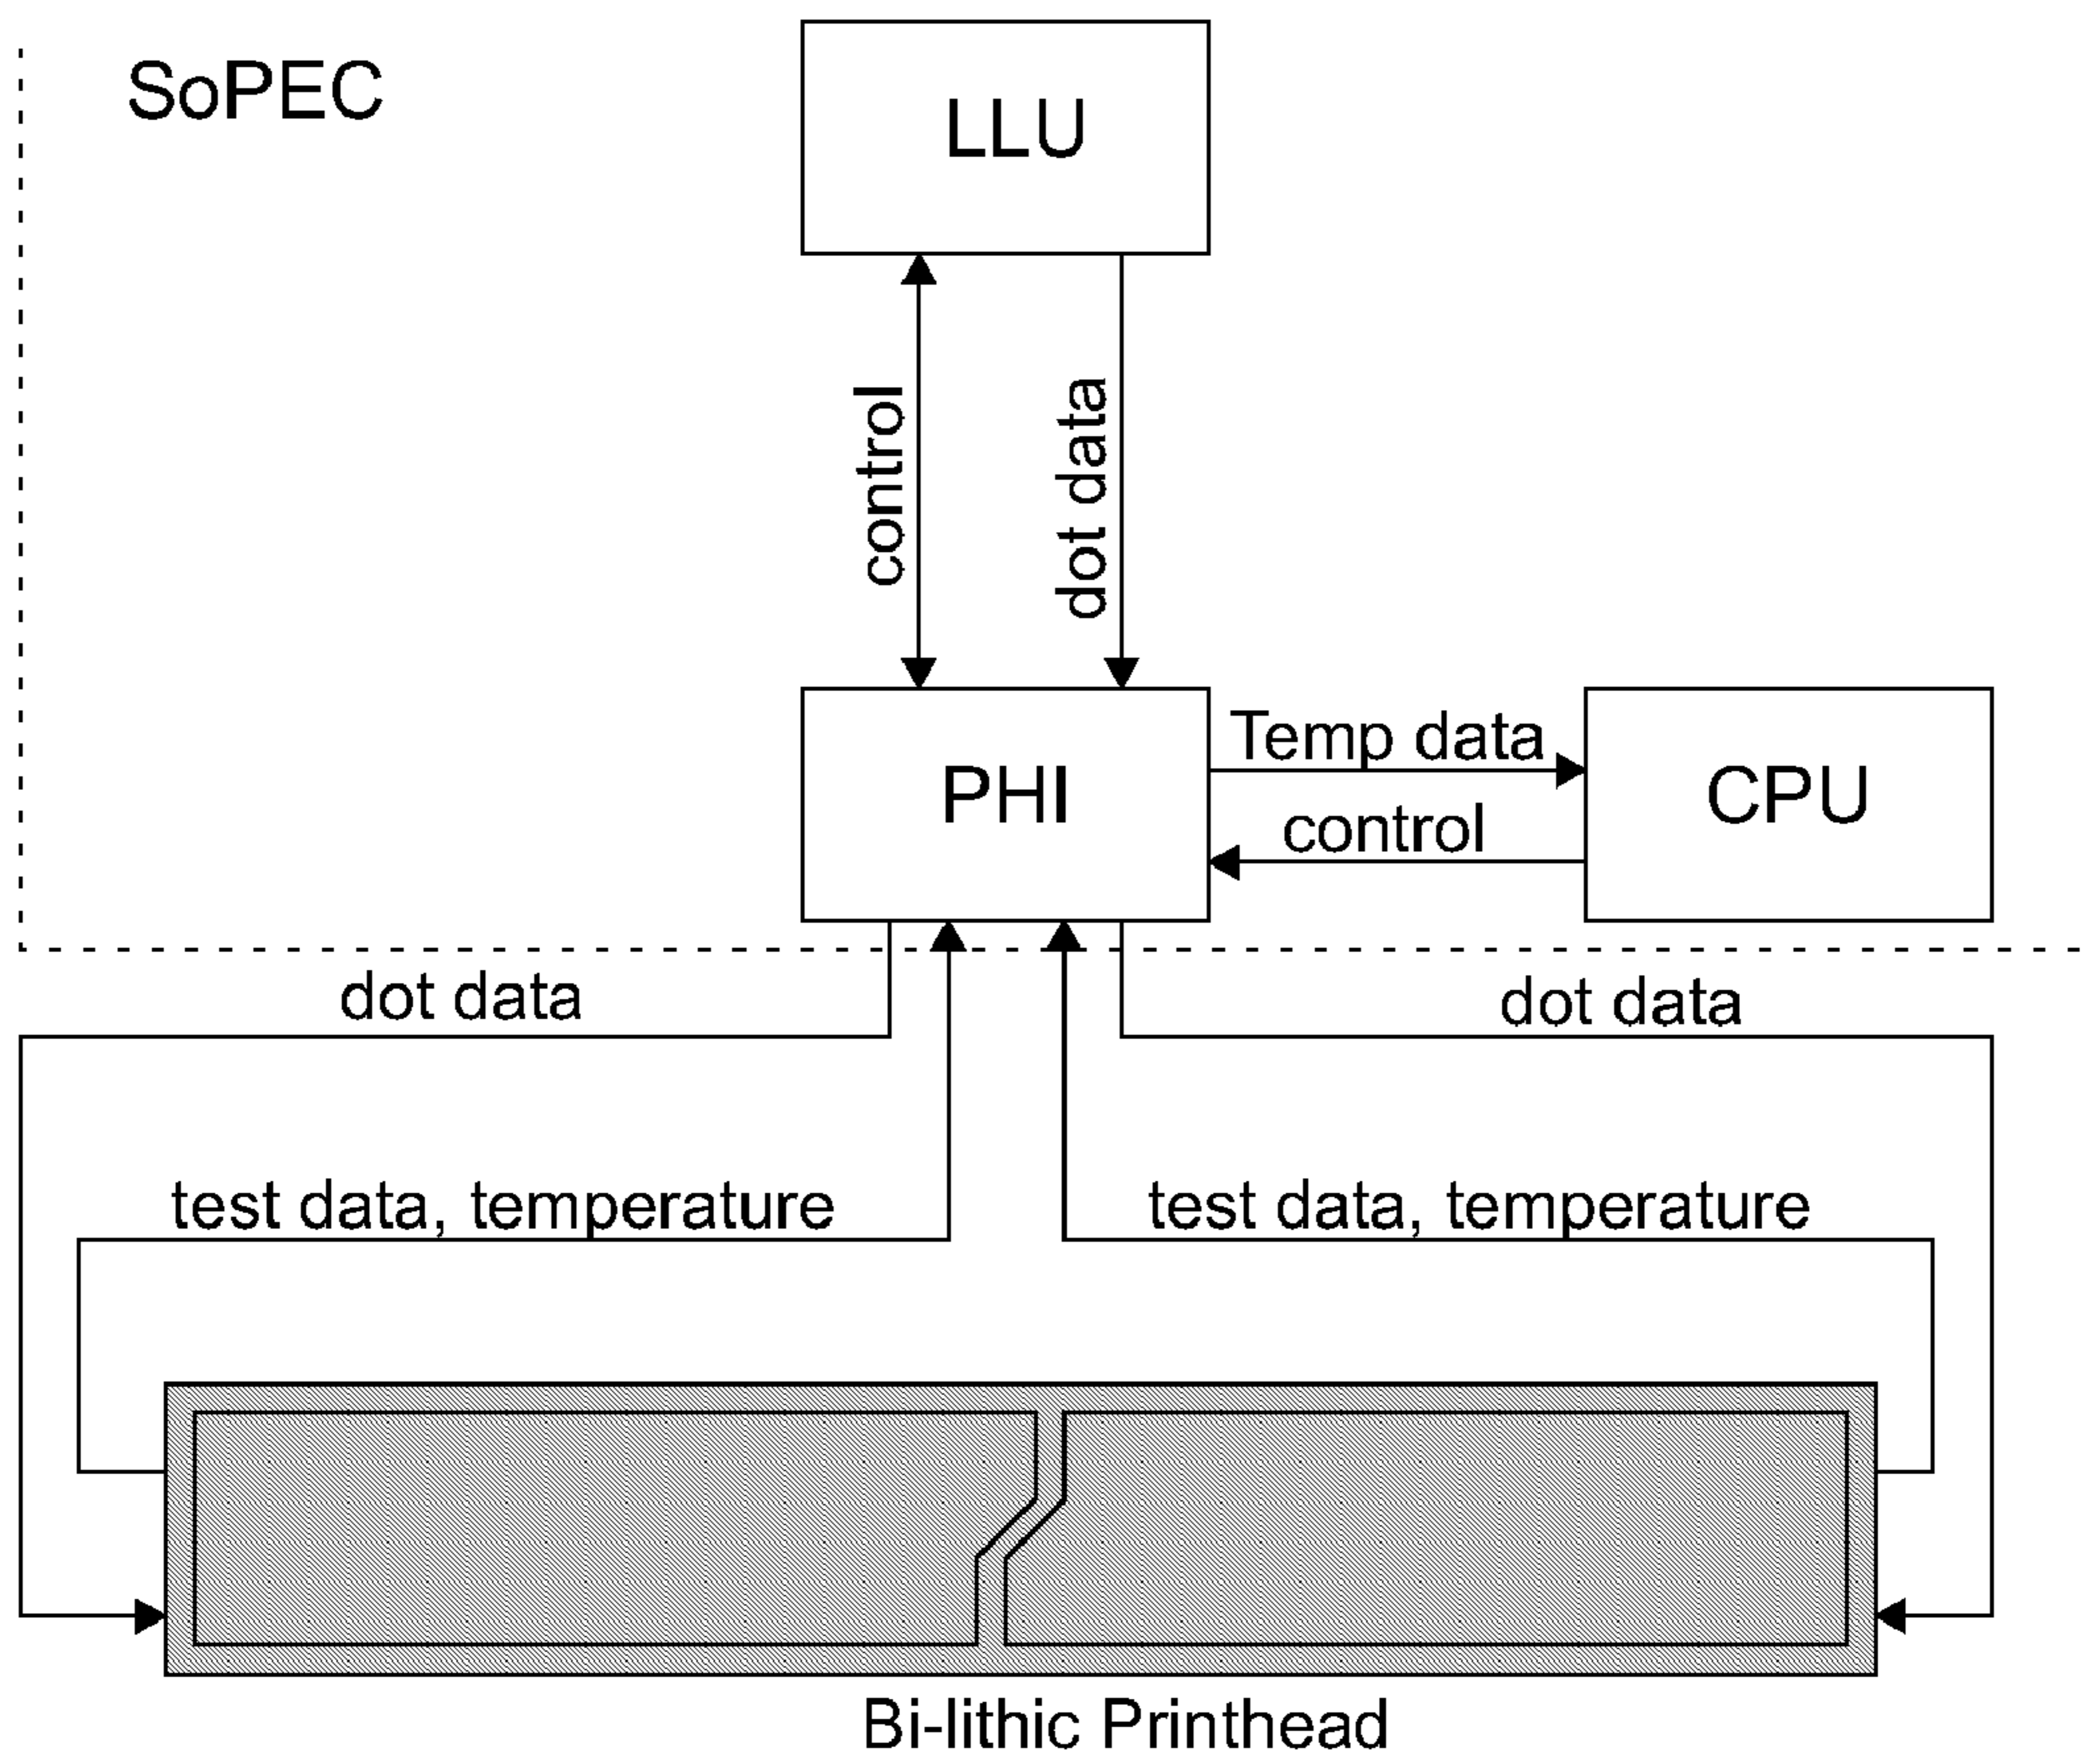 SoPEC
LLU
control
dot data
PHI
Temp data
control
CPU
dot data
dot data
test data, temperature
test data, temperature
Bi-lithic Printhead